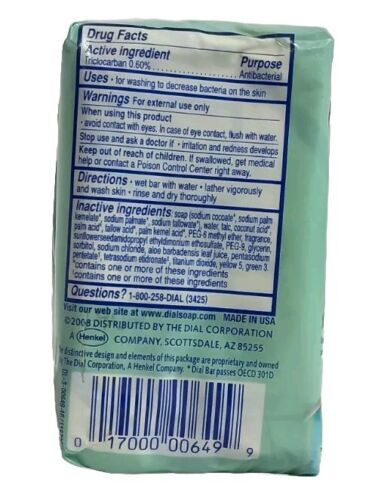 Drug Facts
Active ingredient Purpose
Triclocarban 0.60% Antibacterial
Uses • for washing to decrease bacteria on the skin
Warnings For external use only
When using this product
• avoid contact with eyes. In case of eye contact, flush with water.
Stop use and ask a doctor if • irritation and redness develops
Keep out of reach of children. If swallowed, get medical
help or contact a Poison Control Center right away.
Directions • wet bar with water • lather vigorously
and wash skin • rinse and dry thoroughly
Inactive ingredients: soap (sodium cocoate*, sodium palm
kernelate*, sodium palmate*, sodium tallowate*), water, talc, coconut acid*,
palm acid*, tallow acid*, palm kernel acid*, PEG-6 methyl ether, fragrance,
sunflowerseedamidopropyl ethyldimonium ethosulfate, PEG-9, glycerin,
sorbitol, sodium chloride, aloe barbadensis leaf juice, pentasodium
pentetate†, tetrasodium etidronate†, titanium dioxide, yellow 5, green 3.
*contains one or more of these ingredients
†contains one or more of these ingredients
Questions? 1-800-258-DIAL (3425)
Visit our web site at www.dialsoap.com MADE IN USA
©2008 DISTRIBUTED BY THE DIAL CORPORATION
A Henkel COMPANY, SCOTTSDALE, AZ 85255
The distinctive design and elements of this package are proprietary and owned
by The Dial Corporation, A Henkel Company. *Dial Bar passes OECD 301D
0 17000 00649 9